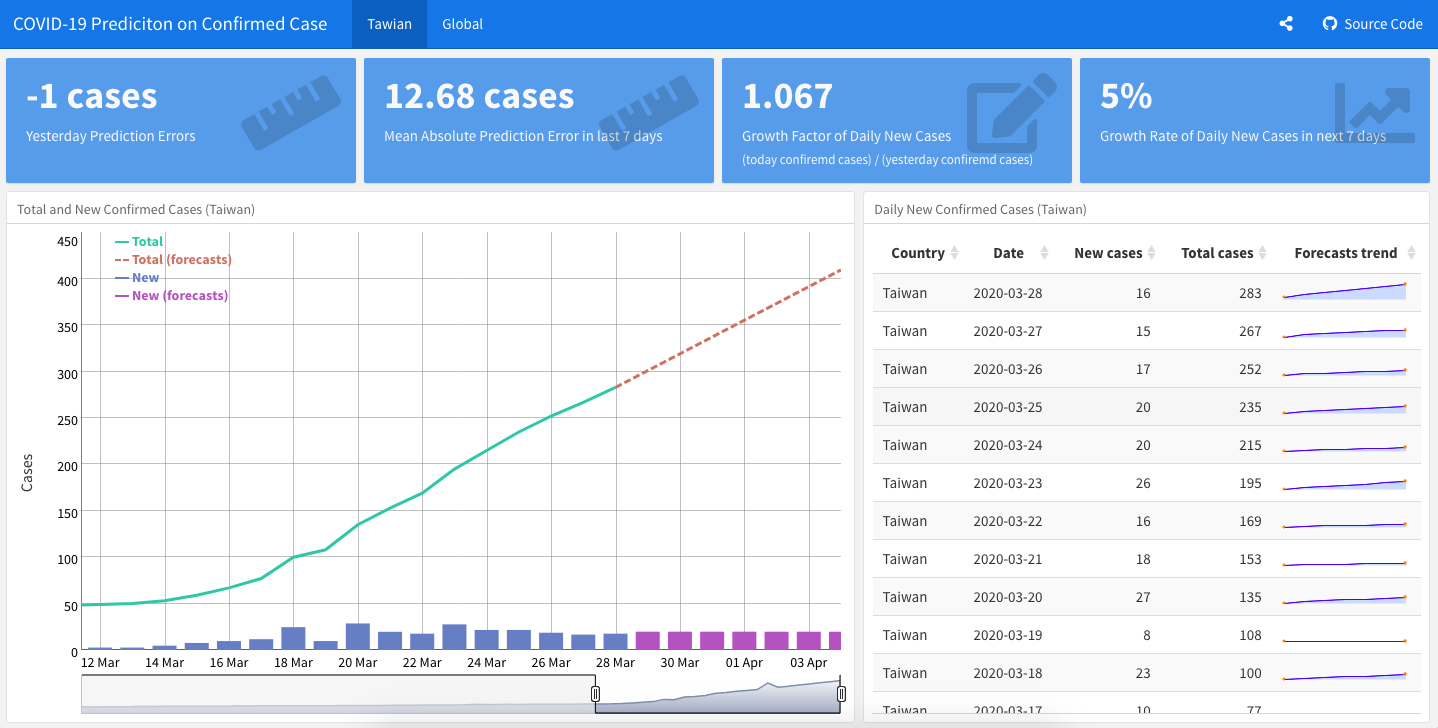 COVID-19 Prediciton on Confirmed Case
Tawian
Global
Source Code
-1 cases
Yesterday Prediction Errors
12.68 cases
Mean Absolute Prediction Error in last 7 days
1.067
Growth Factor of Daily New Cases
(today confiremd cases) / (yesterday confiremd cases)
5%
Growth Rate of Daily New Cases in next 7 days
Total and New Confirmed Cases (Taiwan)
Total
Total (forecasts)
New
New (forecasts)
450
400
350
300
250
200
150
100
50
0
Cases
12 Mar 14 Mar 16 Mar 18 Mar 20 Mar 22 Mar 24 Mar 26 Mar 28 Mar 30 Mar 01 Apr 03 Apr
Daily New Confirmed Cases (Taiwan)
Country Date New cases Total cases Forecasts trend
Taiwan 2020-03-28 16 283
Taiwan 2020-03-27 15 267
Taiwan 2020-03-26 17 252
Taiwan 2020-03-25 20 235
Taiwan 2020-03-24 20 215
Taiwan 2020-03-23 26 195
Taiwan 2020-03-22 16 169
Taiwan 2020-03-21 18 153
Taiwan 2020-03-20 27 135
Taiwan 2020-03-19 8 108
Taiwan 2020-03-18 23 100
Taiwan 2020-03-17 10 77